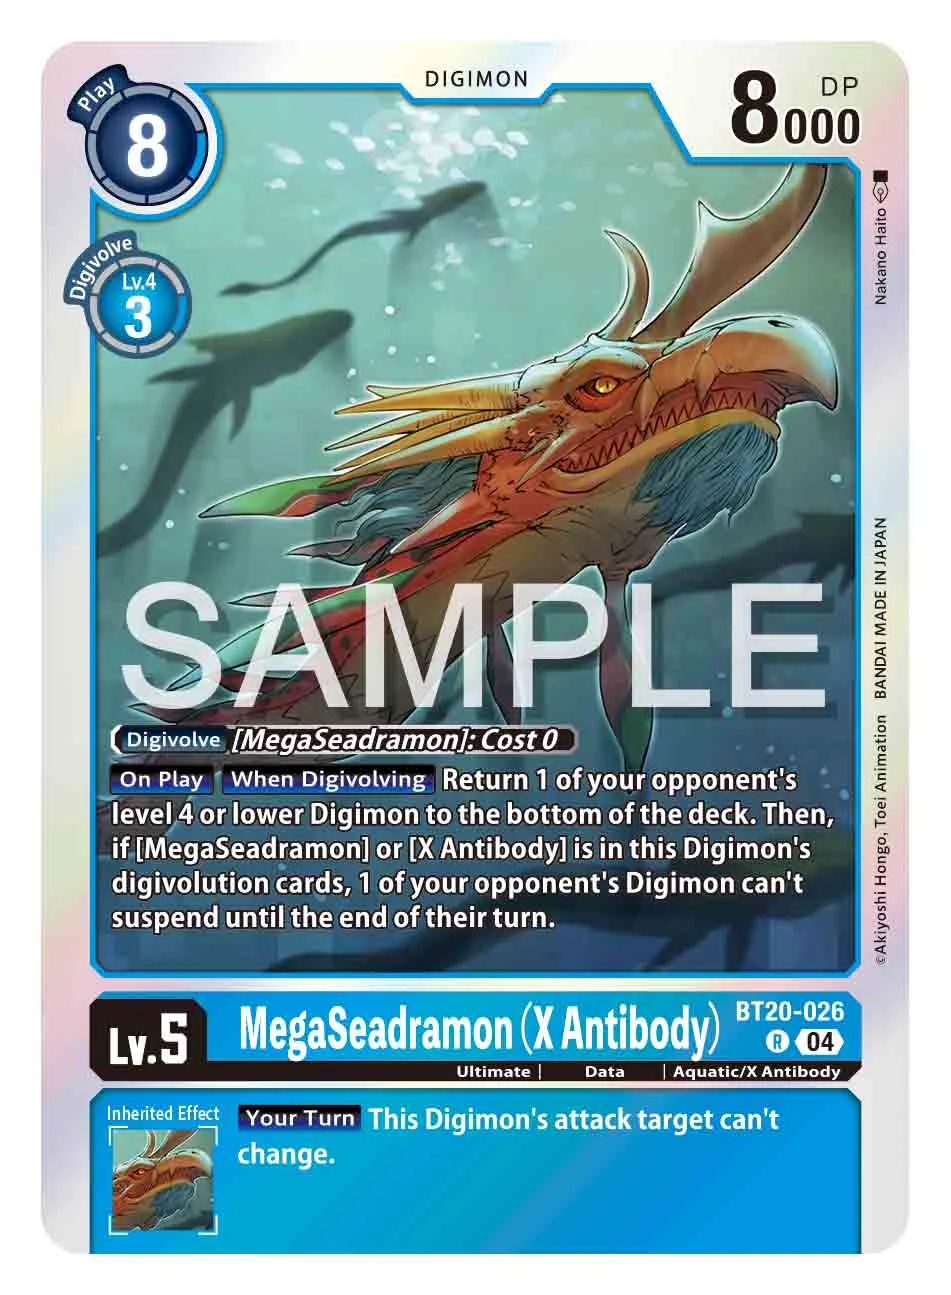 DIGIMON
Play
8
DP
8000
Digivolve
Lv.4
3
Nakano Haito
SAMPLE
Digivolve [MegaSeadramon]: Cost 0
On Play When Digivolving Return 1 of your opponent's
level 4 or lower Digimon to the bottom of the deck. Then,
if [MegaSeadramon] or [X Antibody] is in this Digimon's
digivolution cards, 1 of your opponent's Digimon can't
suspend until the end of their turn.
©Akiyoshi Hongo, Toei Animation BANDAI MADE IN JAPAN
Lv.5
MegaSeadramon (X Antibody)
BT20-026
R 04
Ultimate | Data | Aquatic/X Antibody
Inherited Effect
Your Turn This Digimon's attack target can't
change.